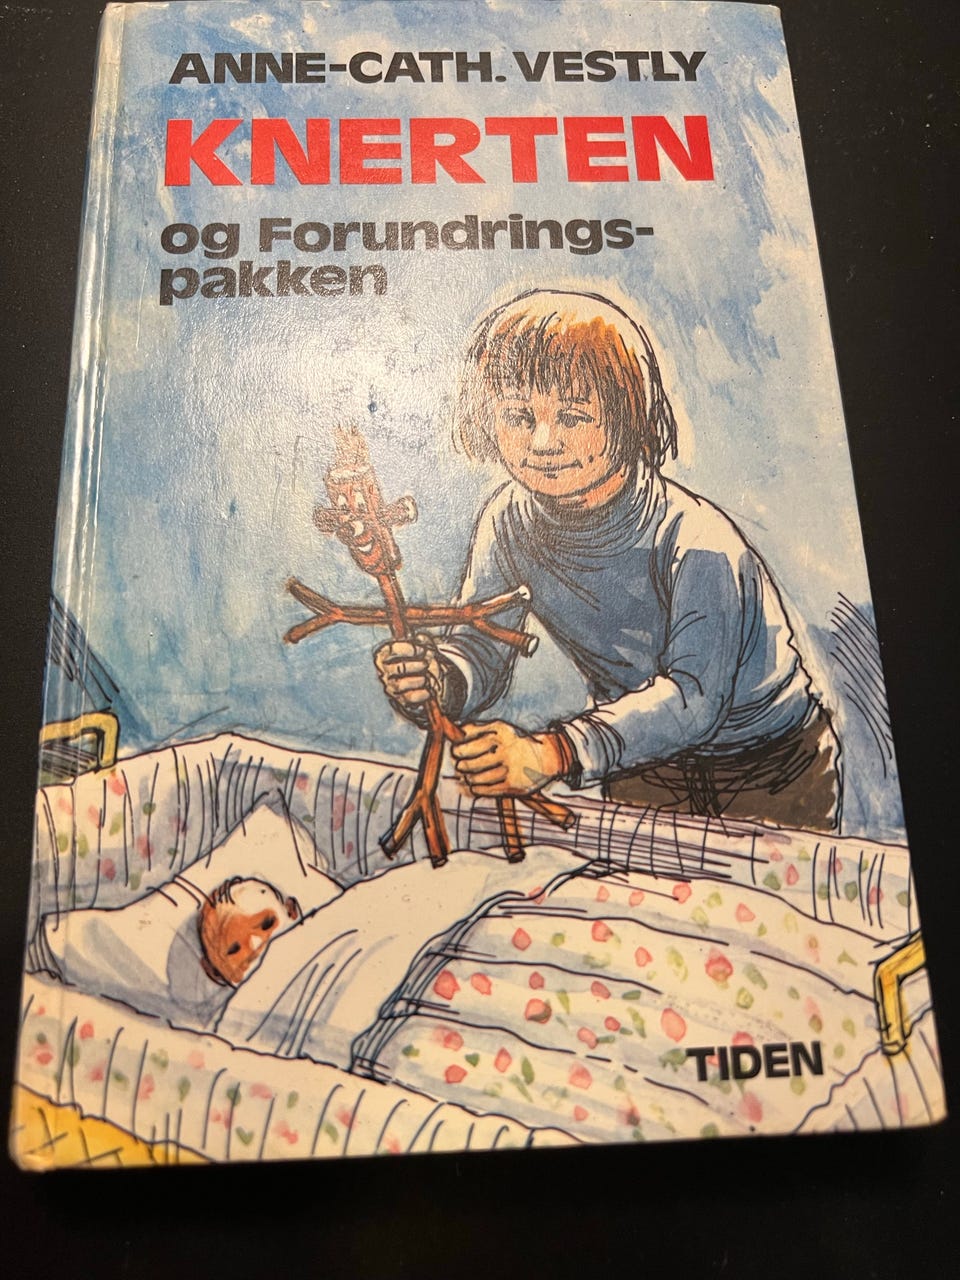 ANNE-CATH. VESTLY
KNERTEN
og Forundrings-
pakken
TIDEN